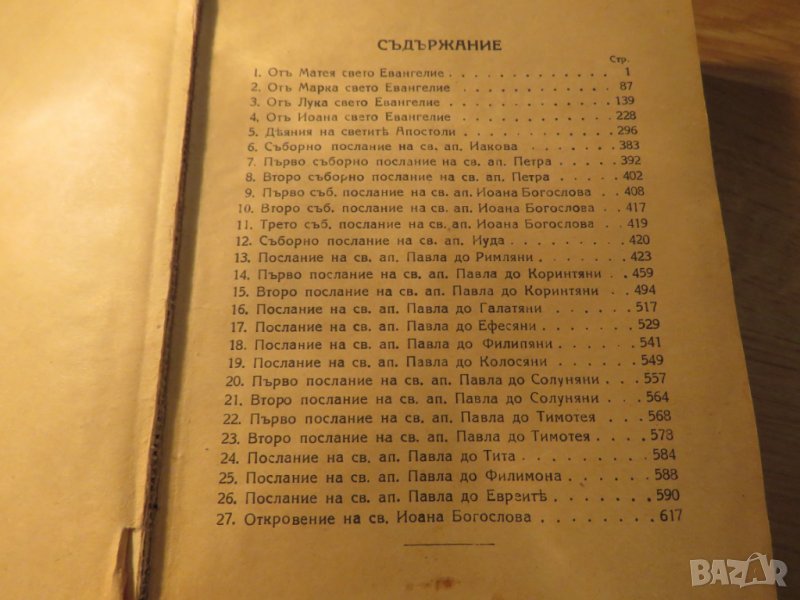 СЪДЪРЖАНИЕ
Стр.
1. Отъ Матея свето Евангелие . . . . . . . . . . . . 1
2. Отъ Марка свето Евангелие . . . . . . . . . . . . 87
3. Отъ Лука свето Евангелие . . . . . . . . . . . . 139
4. Отъ Иоана свето Евангелие . . . . . . . . . . . . 228
5. Дѣяния на светитѣ Апостоли . . . . . . . . . . . 296
6. Съборно послание на св. ап. Иакова . . . . . . . . 383
7. Първо съборно послание на св. ап. Петра . . . . . 392
8. Второ съборно послание на св. ап. Петра . . . . . 402
9. Първо съб. послание на св. ап. Иоана Богослова . . 408
10. Второ съб. послание на св. ап. Иоана Богослова . . 417
11. Трето съб. послание на св. ап. Иоана Богослова . . 419
12. Съборно послание на св. ап. Иуда . . . . . . . . 420
13. Послание на св. ап. Павла до Римляни . . . . . . 423
14. Първо послание на св. ап. Павла до Коринтяни . . 459
15. Второ послание на св. ап. Павла до Коринтяни . . 494
16. Послание на св. ап. Павла до Галатяни . . . . . . 517
17. Послание на св. ап. Павла до Ефесяни . . . . . . 529
18. Послание на св. ап. Павла до Филипяни . . . . . 541
19. Послание на св. ап. Павла до Колосяни . . . . . 549
20. Първо послание на св. ап. Павла до Солуняни . . . 557
21. Второ послание на св. ап. Павла до Солуняни . . . 564
22. Първо послание на св. ап. Павла до Тимотея . . . 568
23. Второ послание на св. ап. Павла до Тимотея . . . . 578
24. Послание на св. ап. Павла до Тита . . . . . . . . 584
25. Послание на св. ап. Павла до Филимона . . . . . 588
26. Послание на св. ап. Павла до Евреитѣ . . . . . . 590
27. Откровение на св. Иоана Богослова . . . . . . . . 617
BAZAR